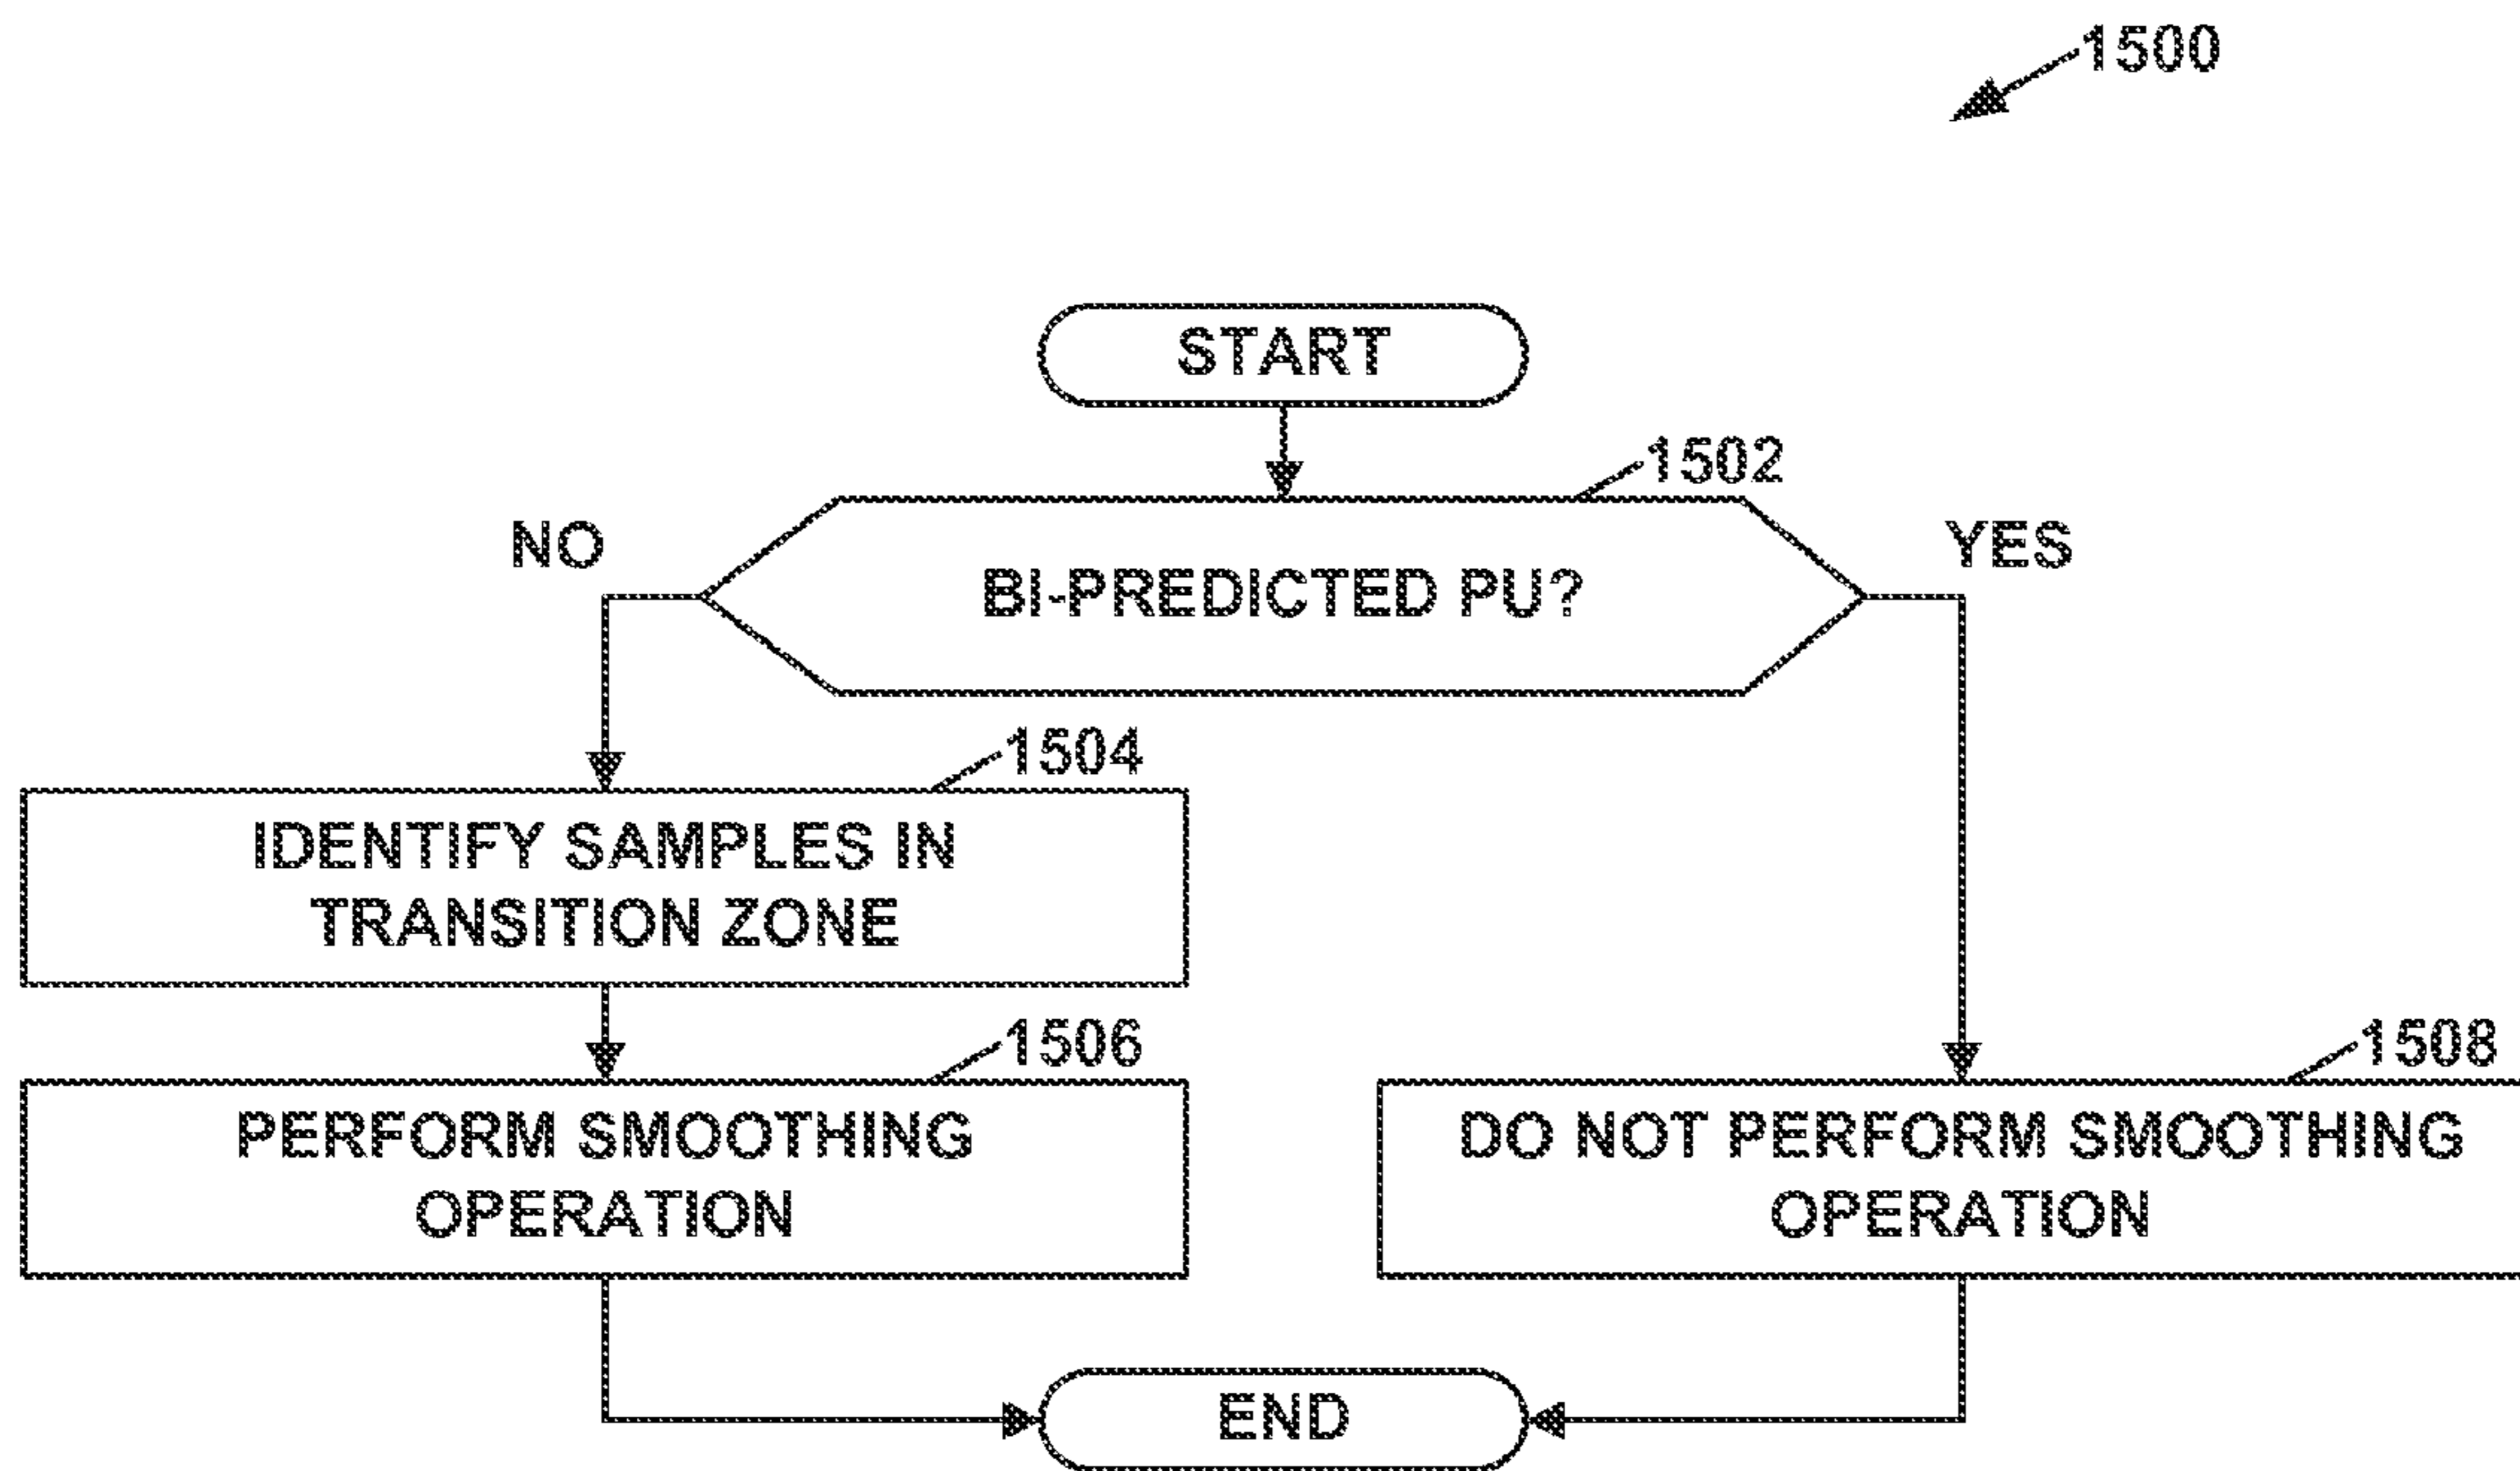 1500
START
1502
NO
YES
BI-PREDICTED PU?
1504
IDENTIFY SAMPLES IN
TRANSITION ZONE
1506
PERFORM SMOOTHING
OPERATION
1508
DO NOT PERFORM SMOOTHING
OPERATION
END